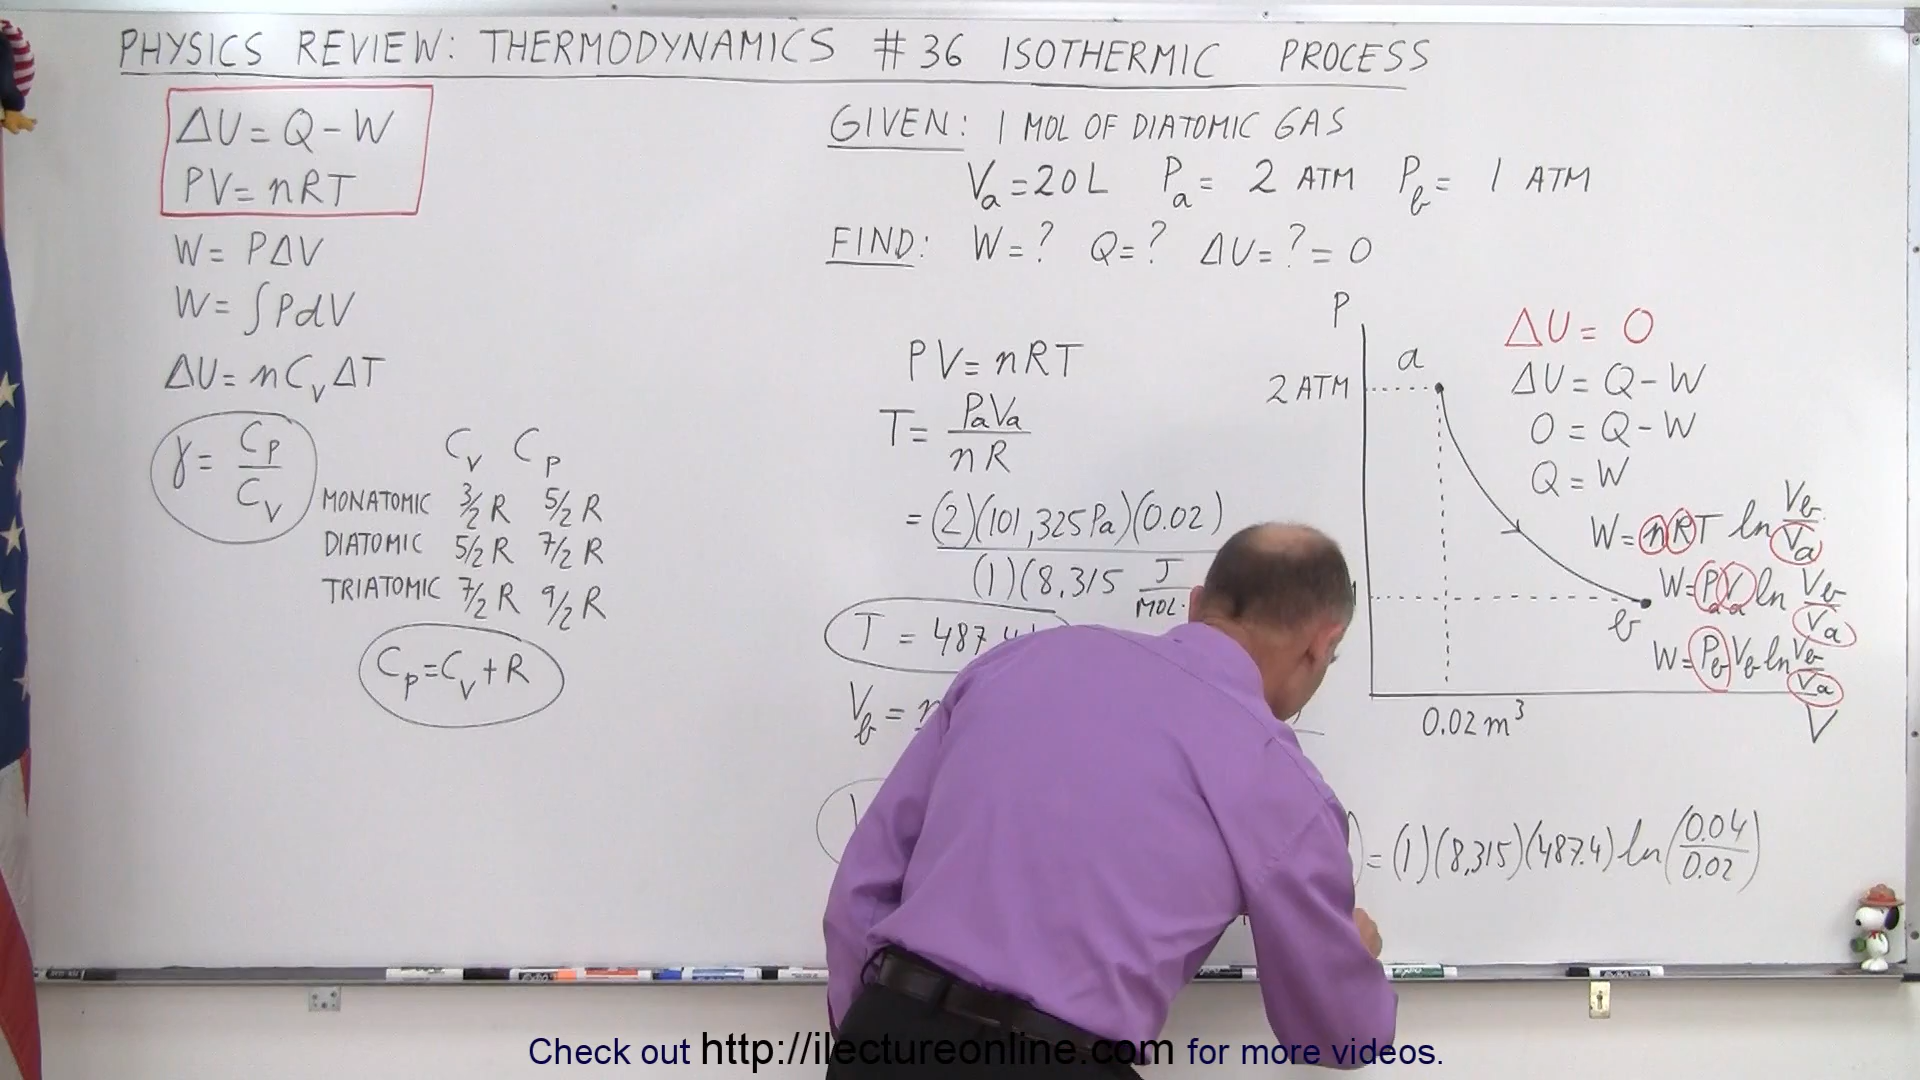 PHYSICS REVIEW: THERMODYNAMICS #36 ISOTHERMIC PROCESS
ΔU = Q - W
PV = nRT
W = PΔV
W = ∫PdV
ΔU = nC_vΔT
γ = C_P/C_V
C_v C_P
MONATOMIC 3/2 R 5/2 R
DIATOMIC 5/2 R 7/2 R
TRIATOMIC 7/2 R 9/2 R
C_P = C_V + R
GIVEN: 1 MOL OF DIATOMIC GAS
V_a = 20 L P_a = 2 ATM P_b = 1 ATM
FIND: W = ? Q = ? ΔU = ? = 0
PV = nRT
T = P_aV_a/nR
= (2)(101,325 Pa)(0.02)
(1)(8.315 J/MOL.
T = 487.4
V_b =
P
a
2 ATM
b
0.02 m³
V
ΔU = 0
ΔU = Q - W
0 = Q - W
Q = W
W = nRT ln V_b/V_a
W = P_aV_a ln V_b/V_a
W = P_bV_b ln V_b/V_a
= (1)(8.315)(487.4) ln(0.04/0.02)
Check out http://ilectureonline.com for more videos.